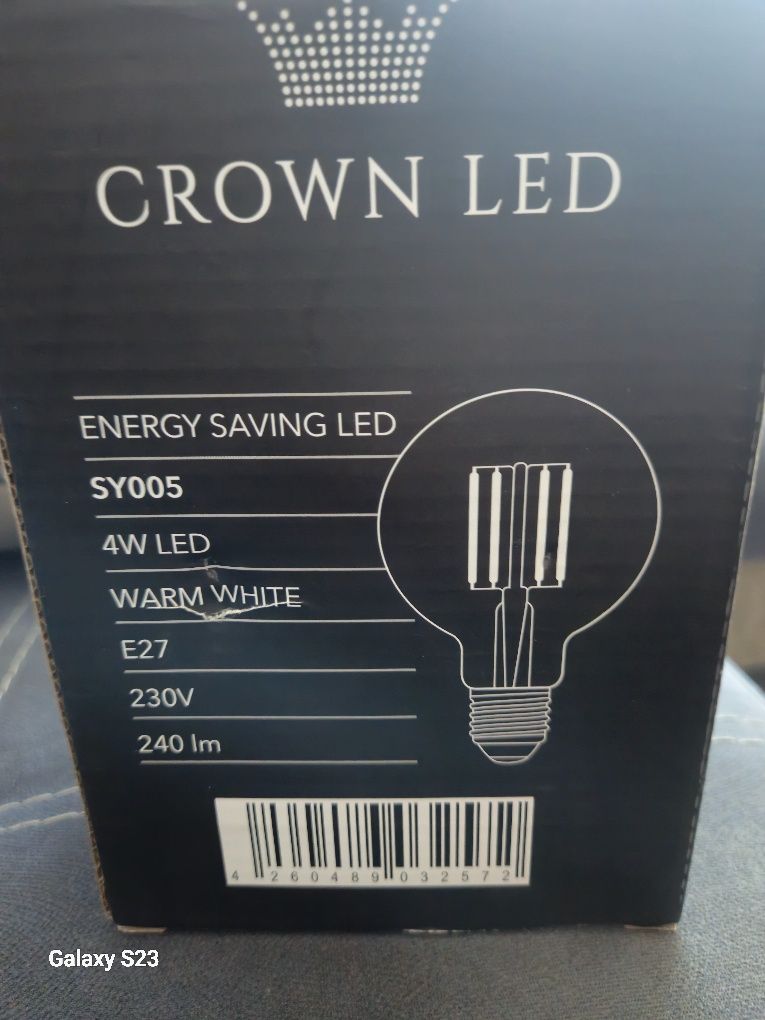 CROWN LED
ENERGY SAVING LED
SY005
4W LED
WARM WHITE
E27
230V
240 lm
4 260489 032572
Galaxy S23